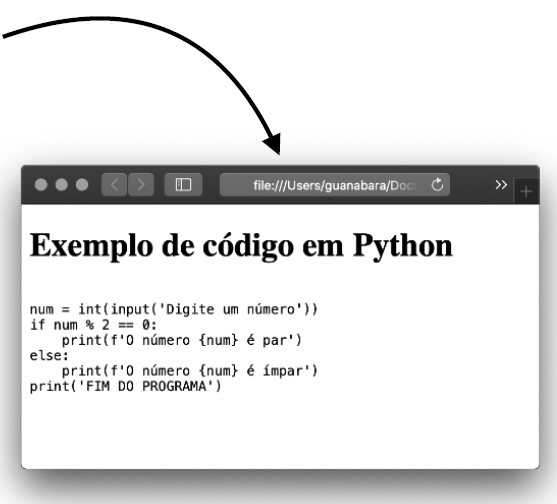 file:///Users/guanabara/Doc
Exemplo de código em Python
num = int(input('Digite um número'))
if num % 2 == 0:
    print(f'O número {num} é par')
else:
    print(f'O número {num} é ímpar')
print('FIM DO PROGRAMA')